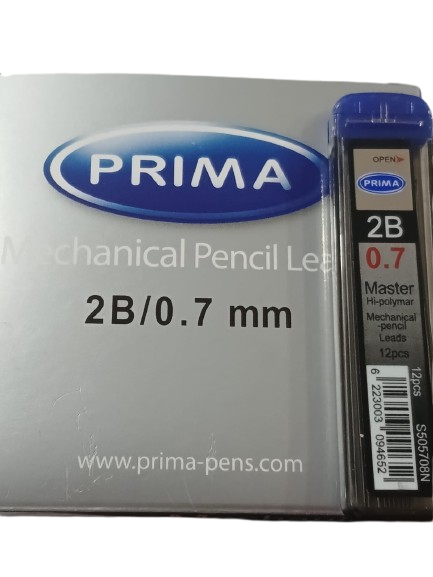 PRIMA
Mechanical Pencil Lea
2B/0.7 mm
www.prima-pens.com
OPEN
PRIMA
2B
0.7
Master
Hi-polymar
Mechanical
-pencil
Leads
12pcs
12pcs
6 223003 094652
S505708N